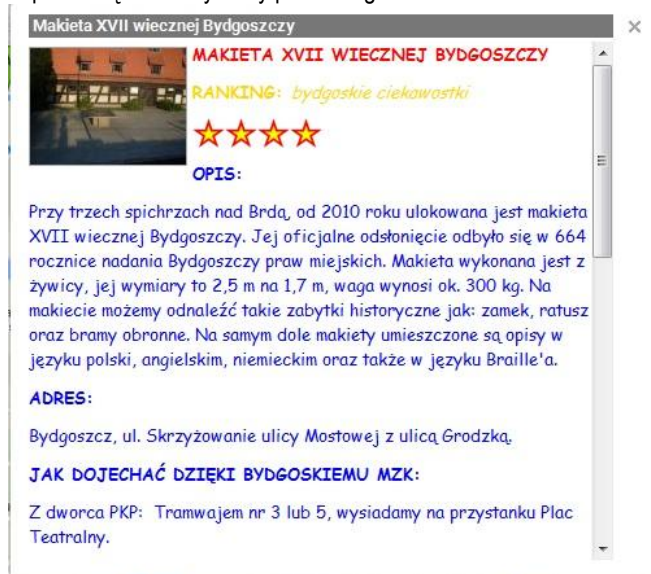 Makieta XVII wiecznej Bydgoszczy
MAKIETA XVII WIECZNEJ BYDGOSZCZY
RANKING: bydgoskie ciekawostki
OPIS:
Przy trzech spichrzach nad Brdą, od 2010 roku ulokowana jest makieta
XVII wiecznej Bydgoszczy. Jej oficjalne odsłonięcie odbyło się w 664
rocznice nadania Bydgoszczy praw miejskich. Makieta wykonana jest z
żywicy, jej wymiary to 2,5 m na 1,7 m, waga wynosi ok. 300 kg. Na
makiecie możemy odnaleźć takie zabytki historyczne jak: zamek, ratusz
oraz bramy obronne. Na samym dole makiety umieszczone są opisy w
języku polski, angielskim, niemieckim oraz także w języku Braille'a.
ADRES:
Bydgoszcz, ul. Skrzyżowanie ulicy Mostowej z ulicą Grodzką.
JAK DOJECHAĆ DZIĘKI BYDGOSKIEMU MZK:
Z dworca PKP: Tramwajem nr 3 lub 5, wysiadamy na przystanku Plac
Teatralny.